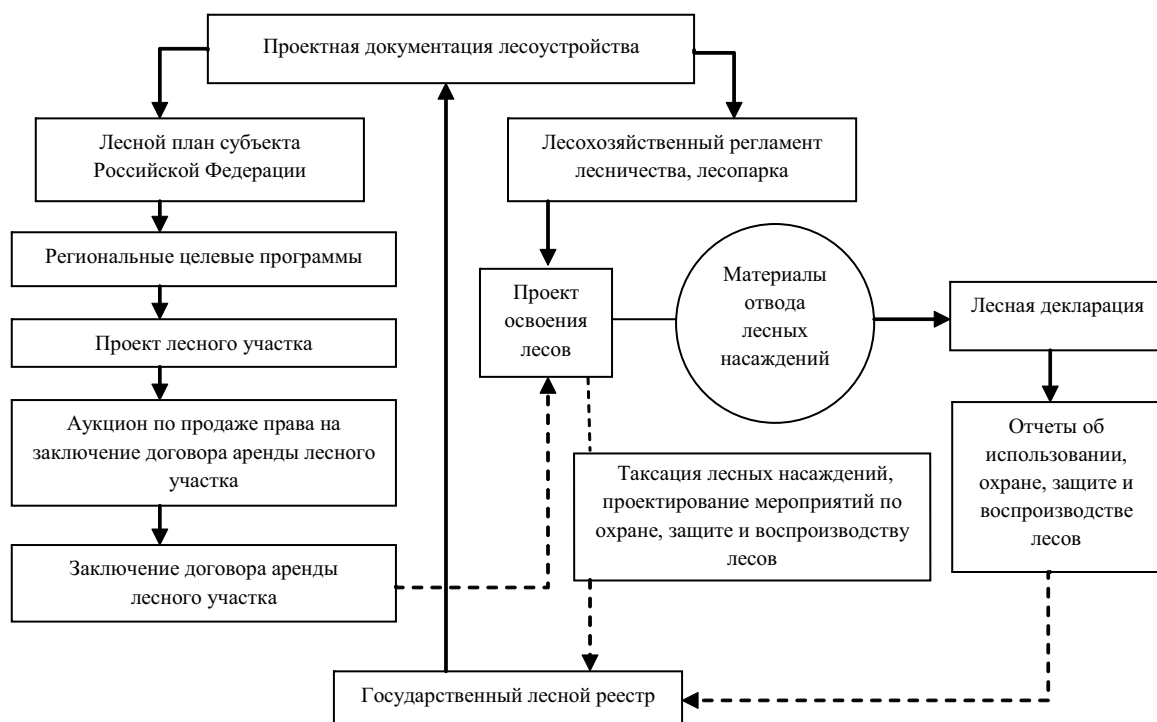 Проектная документация лесоустройства
Лесной план субъекта
Российской Федерации
Региональные целевые программы
Проект лесного участка
Аукцион по продаже права на
заключение договора аренды лесного
участка
Заключение договора аренды
лесного участка
Лесохозяйственный регламент
лесничества, лесопарка
Проект
освоения
лесов
Материалы
отвода
лесных
насаждений
Лесная декларация
Таксация лесных насаждений,
проектирование мероприятий по
охране, защите и воспроизводству
лесов
Отчеты об
использовании,
охране, защите и
воспроизводстве
лесов
Государственный лесной реестр